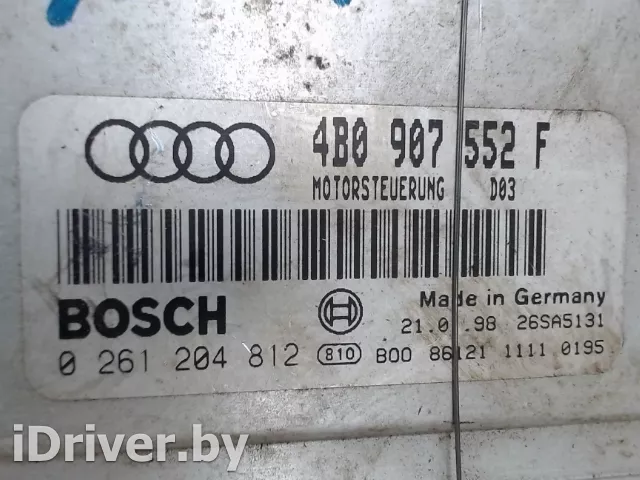 4B0 907 552 F
MOTORSTEUERUNG D03
BOSCH
Made in Germany
26SA5131
0 261 204 812 810 B00 86121 1111 0195
iDriver.by